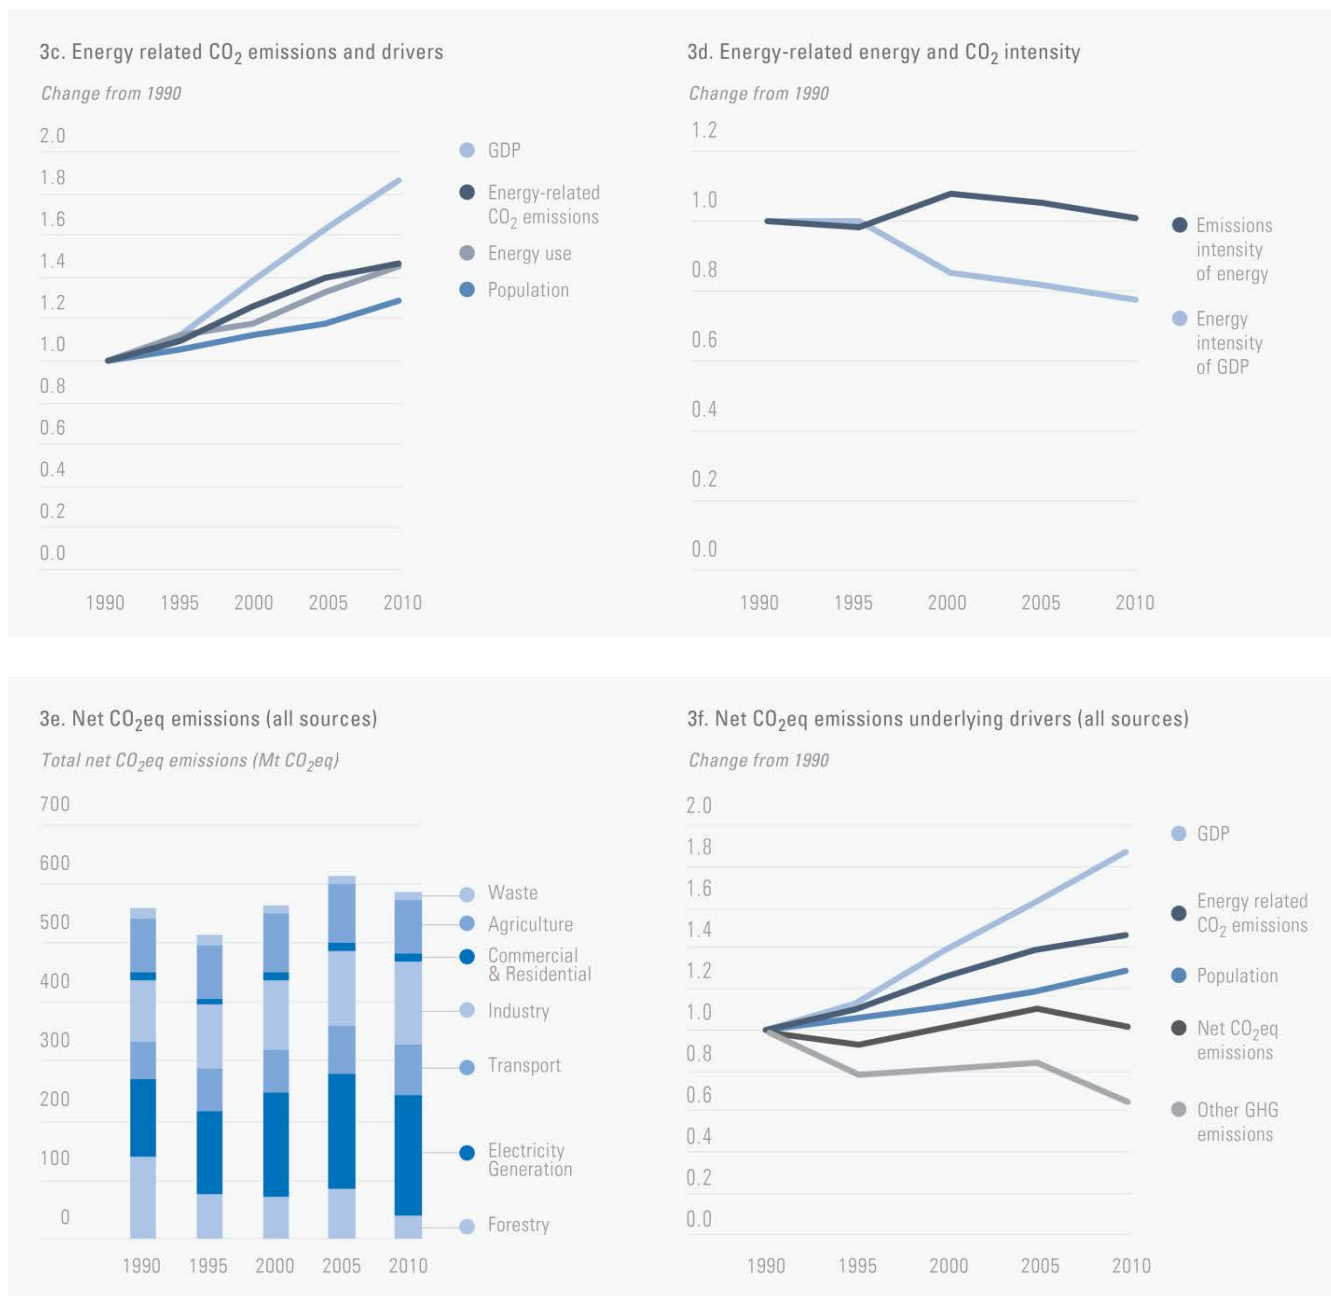 3c. Energy related CO2 emissions and drivers
Change from 1990
2.0
1.8
1.6
1.4
1.2
1.0
0.8
0.6
0.4
0.2
0.0
1990 1995 2000 2005 2010
GDP
Energy-related
CO2 emissions
Energy use
Population
3d. Energy-related energy and CO2 intensity
Change from 1990
1.2
1.0
0.8
0.6
0.4
0.2
0.0
1990 1995 2000 2005 2010
Emissions
intensity
of energy
Energy
intensity
of GDP
3e. Net CO2eq emissions (all sources)
Total net CO2eq emissions (Mt CO2eq)
700
600
500
400
300
200
100
0
1990 1995 2000 2005 2010
Waste
Agriculture
Commercial
& Residential
Industry
Transport
Electricity
Generation
Forestry
3f. Net CO2eq emissions underlying drivers (all sources)
Change from 1990
2.0
1.8
1.6
1.4
1.2
1.0
0.8
0.6
0.4
0.2
0.0
1990 1995 2000 2005 2010
GDP
Energy related
CO2 emissions
Population
Net CO2eq
emissions
Other GHG
emissions